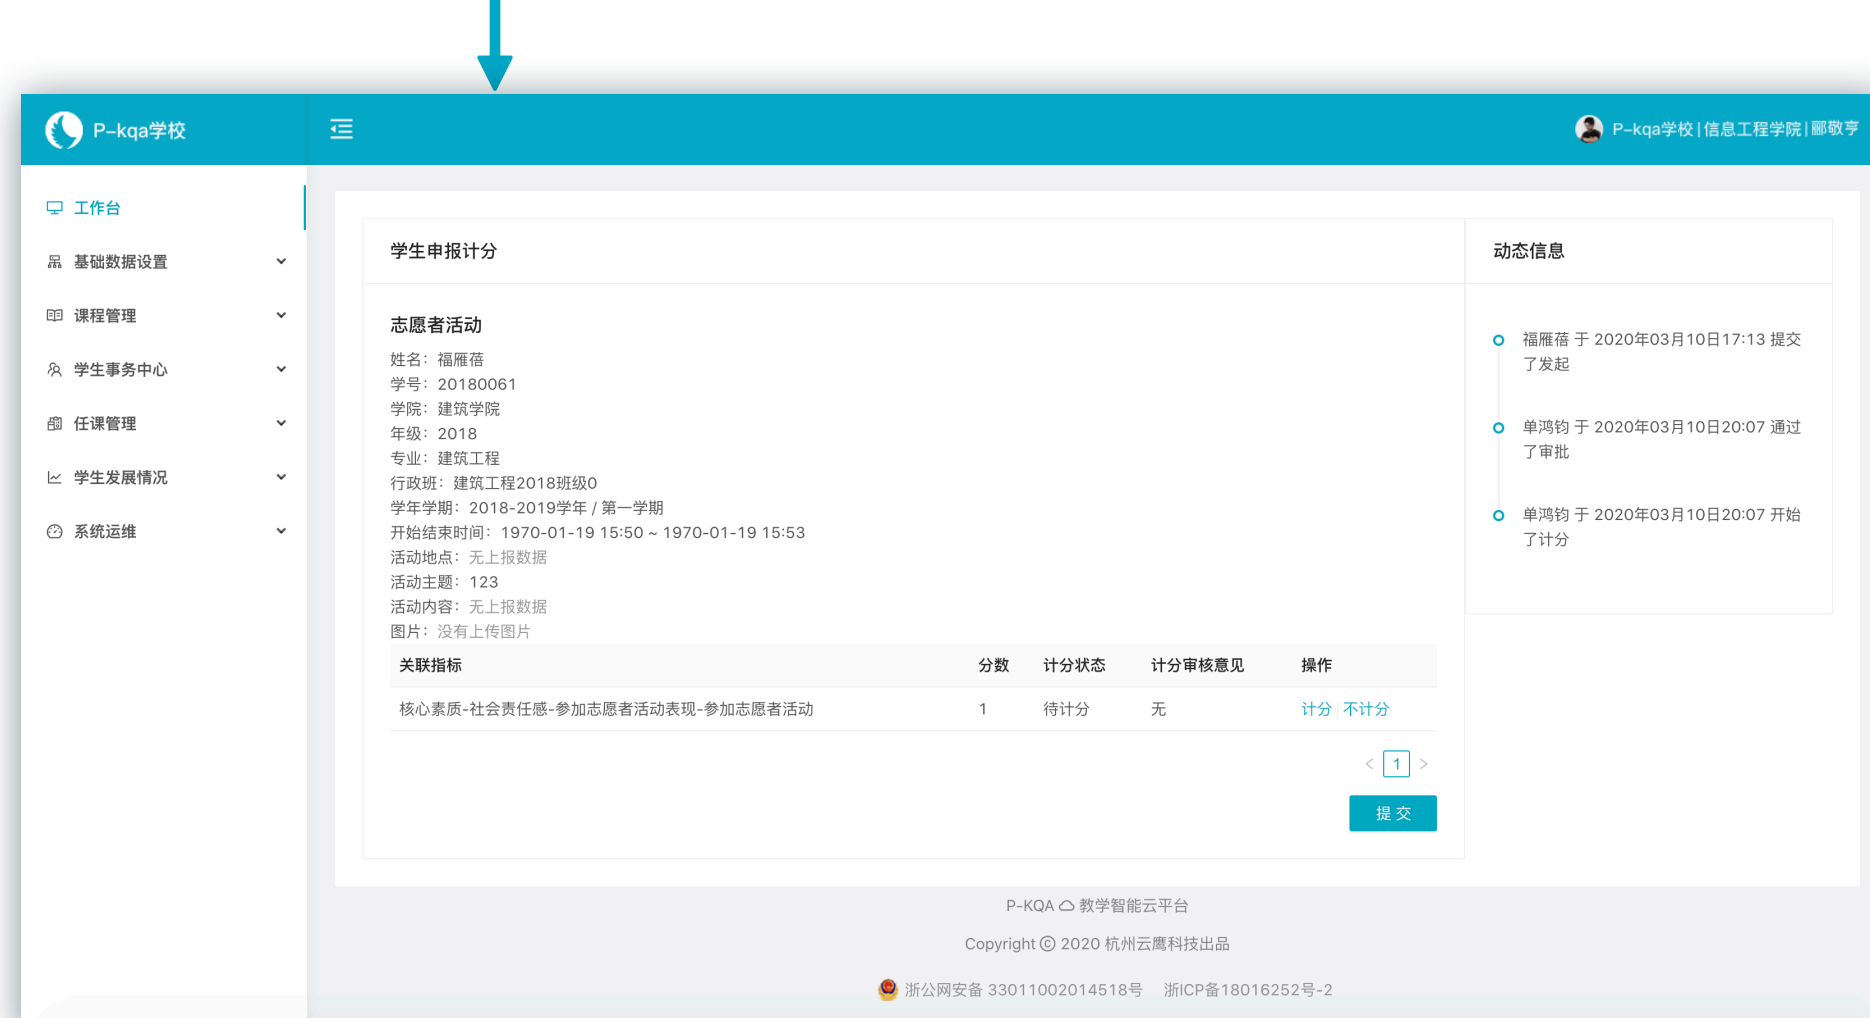 P-kqa学校
P-kqa学校|信息工程学院|郦敬亨
工作台
基础数据设置
课程管理
学生事务中心
任课管理
学生发展情况
系统运维
学生申报计分
志愿者活动
姓名：福雁蓓
学号：20180061
学院：建筑学院
年级：2018
专业：建筑工程
行政班：建筑工程2018班级0
学年学期：2018-2019学年 / 第一学期
开始结束时间：1970-01-19 15:50 ~ 1970-01-19 15:53
活动地点：无上报数据
活动主题：123
活动内容：无上报数据
图片：没有上传图片
关联指标 分数 计分状态 计分审核意见 操作
核心素质-社会责任感-参加志愿者活动表现-参加志愿者活动 1 待计分 无 计分 不计分
< 1 >
提 交
动态信息
福雁蓓 于 2020年03月10日17:13 提交
了发起
单鸿钧 于 2020年03月10日20:07 通过
了审批
单鸿钧 于 2020年03月10日20:07 开始
了计分
P-KQA 教学智能云平台
Copyright © 2020 杭州云鹰科技出品
浙公网安备 33011002014518号 浙ICP备18016252号-2